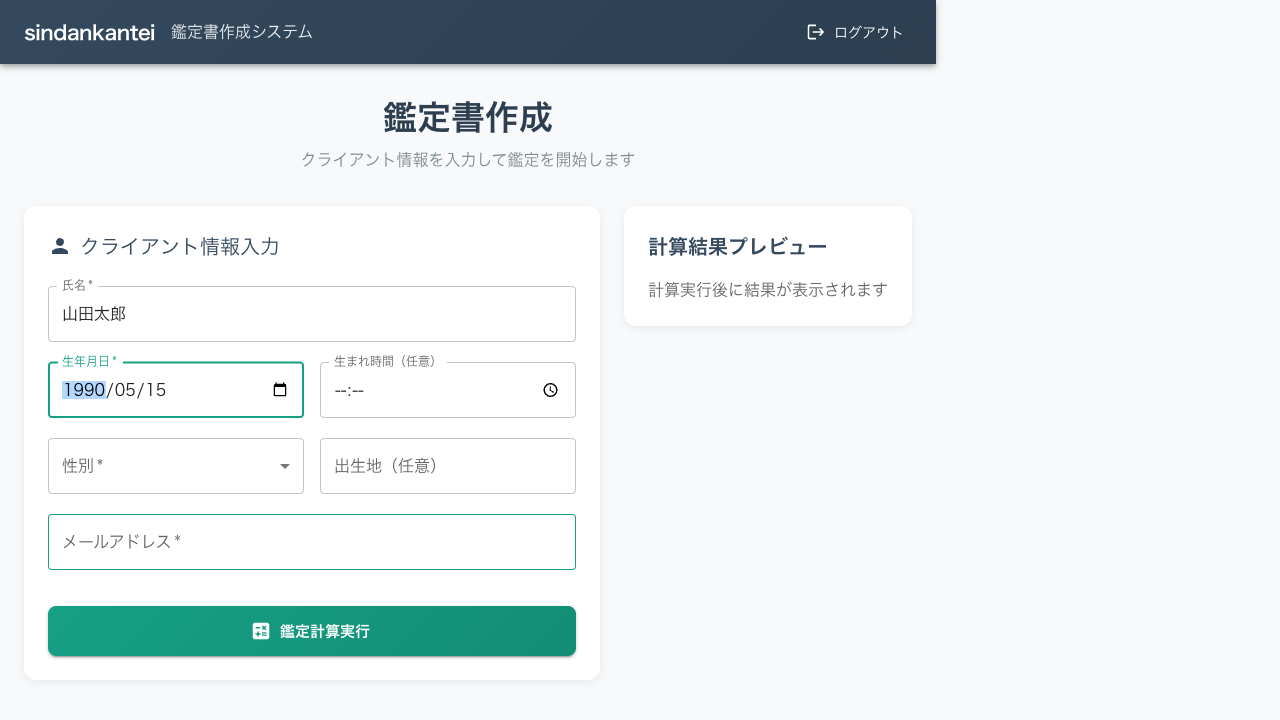 sindankantei 鑑定書作成システム ログアウト
鑑定書作成
クライアント情報を入力して鑑定を開始します
クライアント情報入力
氏名 *
山田太郎
生年月日 *
1990/05/15
生まれ時間（任意）
--:--
性別 *
出生地（任意）
メールアドレス *
鑑定計算実行
計算結果プレビュー
計算実行後に結果が表示されます